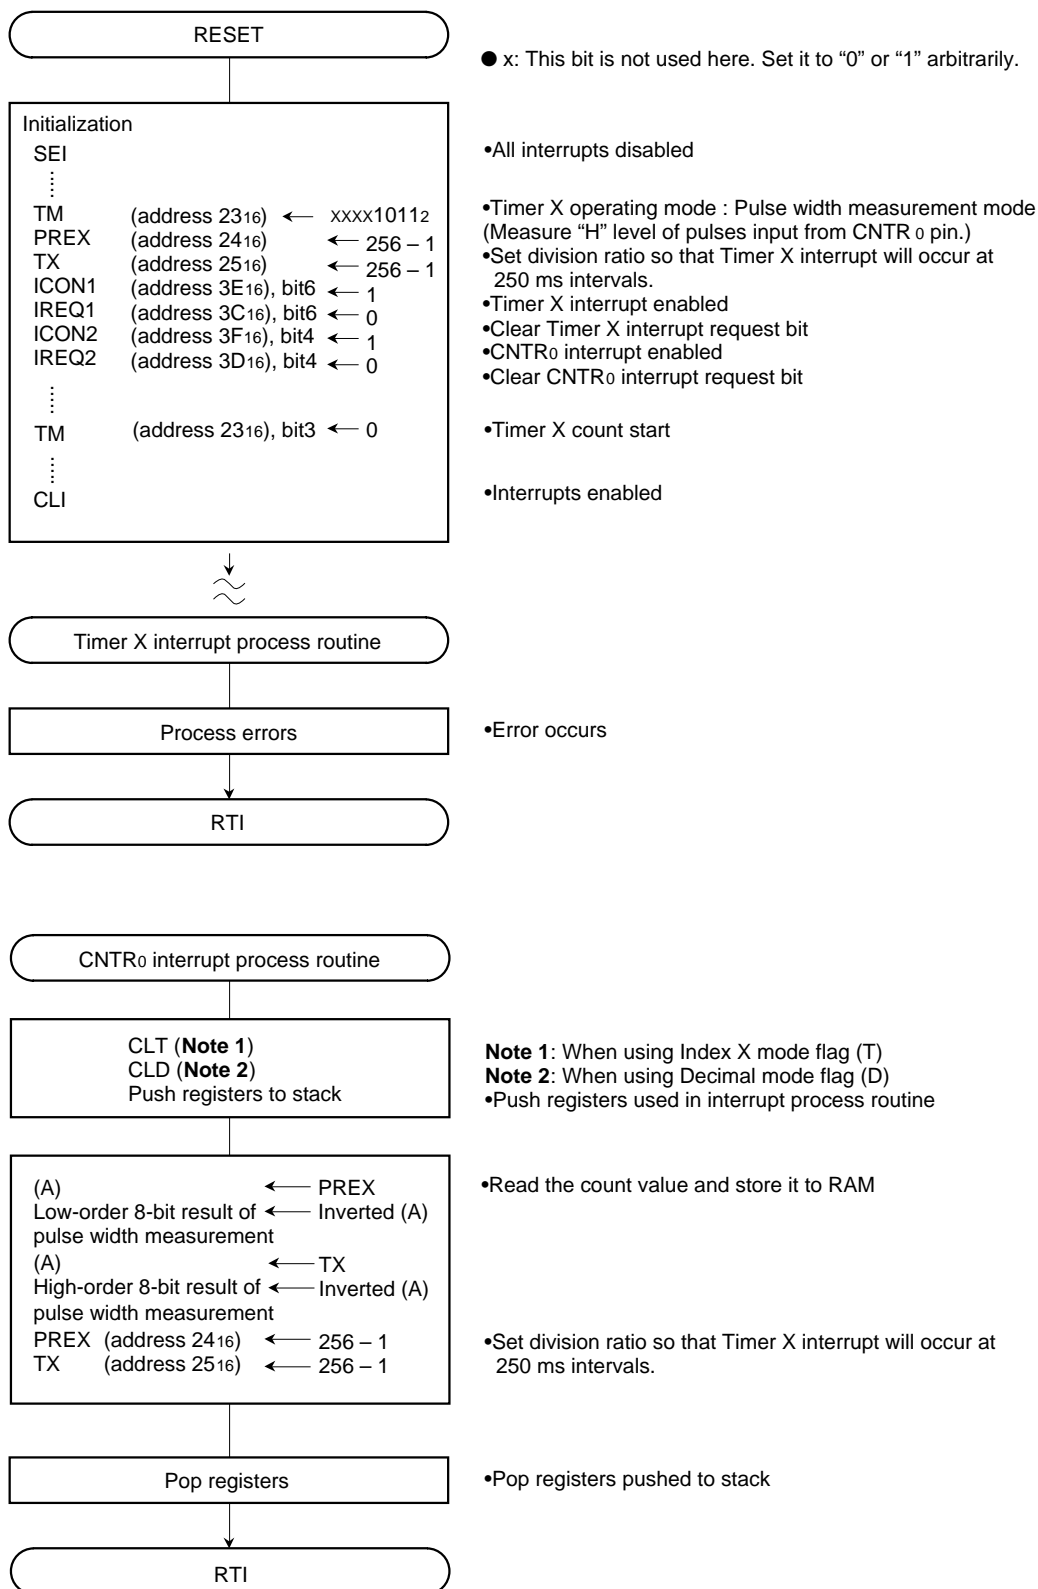 RESET
● x: This bit is not used here. Set it to “0” or “1” arbitrarily.
Initialization
SEI
•All interrupts disabled
TM (address 2316) ← XXXX10112
•Timer X operating mode : Pulse width measurement mode
(Measure “H” level of pulses input from CNTR 0 pin.)
PREX (address 2416) ← 256 – 1
TX (address 2516) ← 256 – 1
•Set division ratio so that Timer X interrupt will occur at
250 ms intervals.
ICON1 (address 3E16), bit6 ← 1
•Timer X interrupt enabled
IREQ1 (address 3C16), bit6 ← 0
•Clear Timer X interrupt request bit
ICON2 (address 3F16), bit4 ← 1
•CNTR0 interrupt enabled
IREQ2 (address 3D16), bit4 ← 0
•Clear CNTR0 interrupt request bit
TM (address 2316), bit3 ← 0
•Timer X count start
CLI
•Interrupts enabled
Timer X interrupt process routine
Process errors
•Error occurs
RTI
CNTR0 interrupt process routine
CLT (Note 1)
CLD (Note 2)
Push registers to stack
Note 1: When using Index X mode flag (T)
Note 2: When using Decimal mode flag (D)
•Push registers used in interrupt process routine
(A) ← PREX
•Read the count value and store it to RAM
Low-order 8-bit result of ← Inverted (A)
pulse width measurement
(A) ← TX
High-order 8-bit result of ← Inverted (A)
pulse width measurement
PREX (address 2416) ← 256 – 1
TX (address 2516) ← 256 – 1
•Set division ratio so that Timer X interrupt will occur at
250 ms intervals.
Pop registers
•Pop registers pushed to stack
RTI